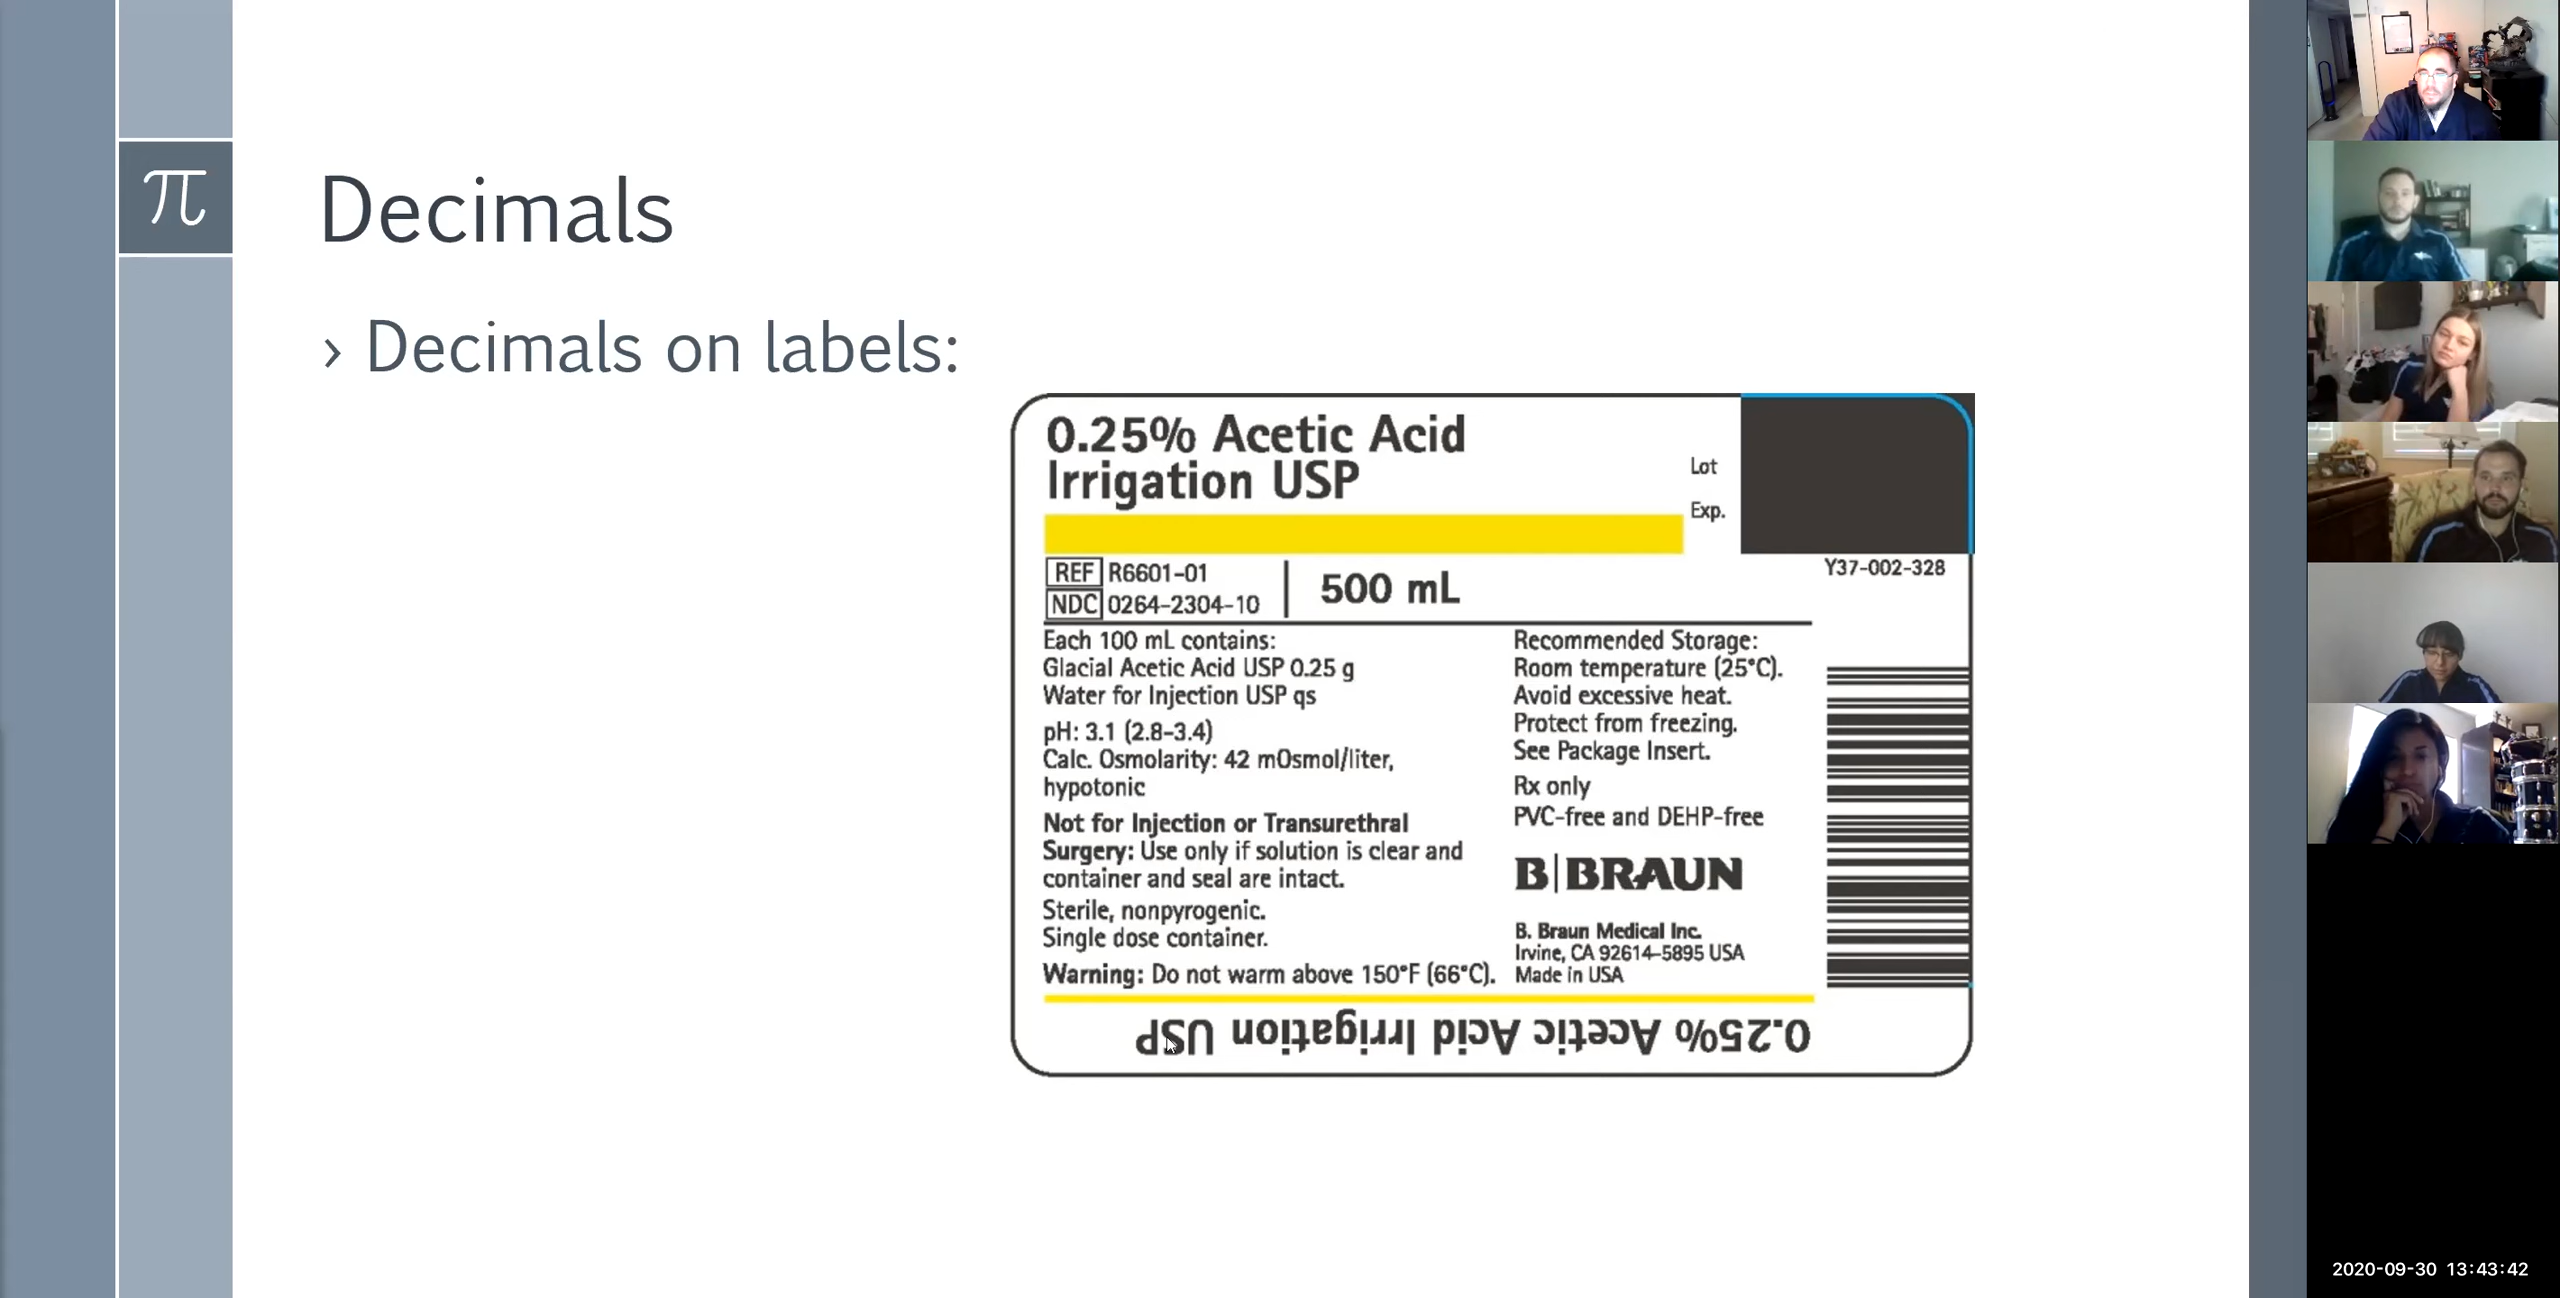 π
Decimals
› Decimals on labels:
0.25% Acetic Acid
Irrigation USP
Lot
Exp.
REF R6601-01
NDC 0264-2304-10
500 mL
Y37-002-328
Each 100 mL contains:
Glacial Acetic Acid USP 0.25 g
Water for Injection USP qs
pH: 3.1 (2.8-3.4)
Calc. Osmolarity: 42 mOsmol/liter,
hypotonic
Not for Injection or Transurethral
Surgery: Use only if solution is clear and
container and seal are intact.
Sterile, nonpyrogenic.
Single dose container.
Warning: Do not warm above 150°F (66°C).
Recommended Storage:
Room temperature (25°C).
Avoid excessive heat.
Protect from freezing.
See Package Insert.
Rx only
PVC-free and DEHP-free
B|BRAUN
B. Braun Medical Inc.
Irvine, CA 92614-5895 USA
Made in USA
0.25% Acetic Acid Irrigation USP
2020-09-30 13:43:42